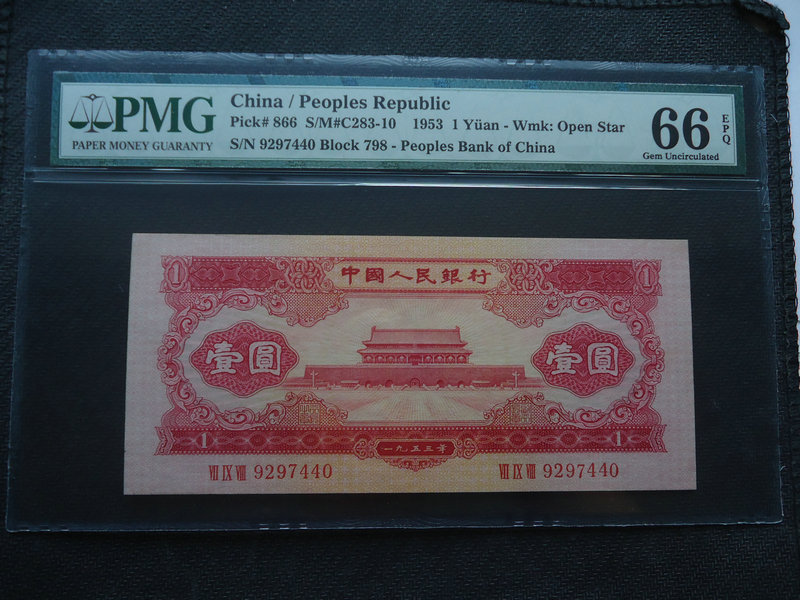 PMG
PAPER MONEY GUARANTY
China / Peoples Republic
Pick# 866 S/M#C283-10 1953 1 Yüan - Wmk: Open Star
S/N 9297440 Block 798 - Peoples Bank of China
66 EPQ
Gem Uncirculated
1 中國人民銀行 1
壹圓 壹圓
1 一九五三年 1
VII IX VIII 9297440 VII IX VIII 9297440